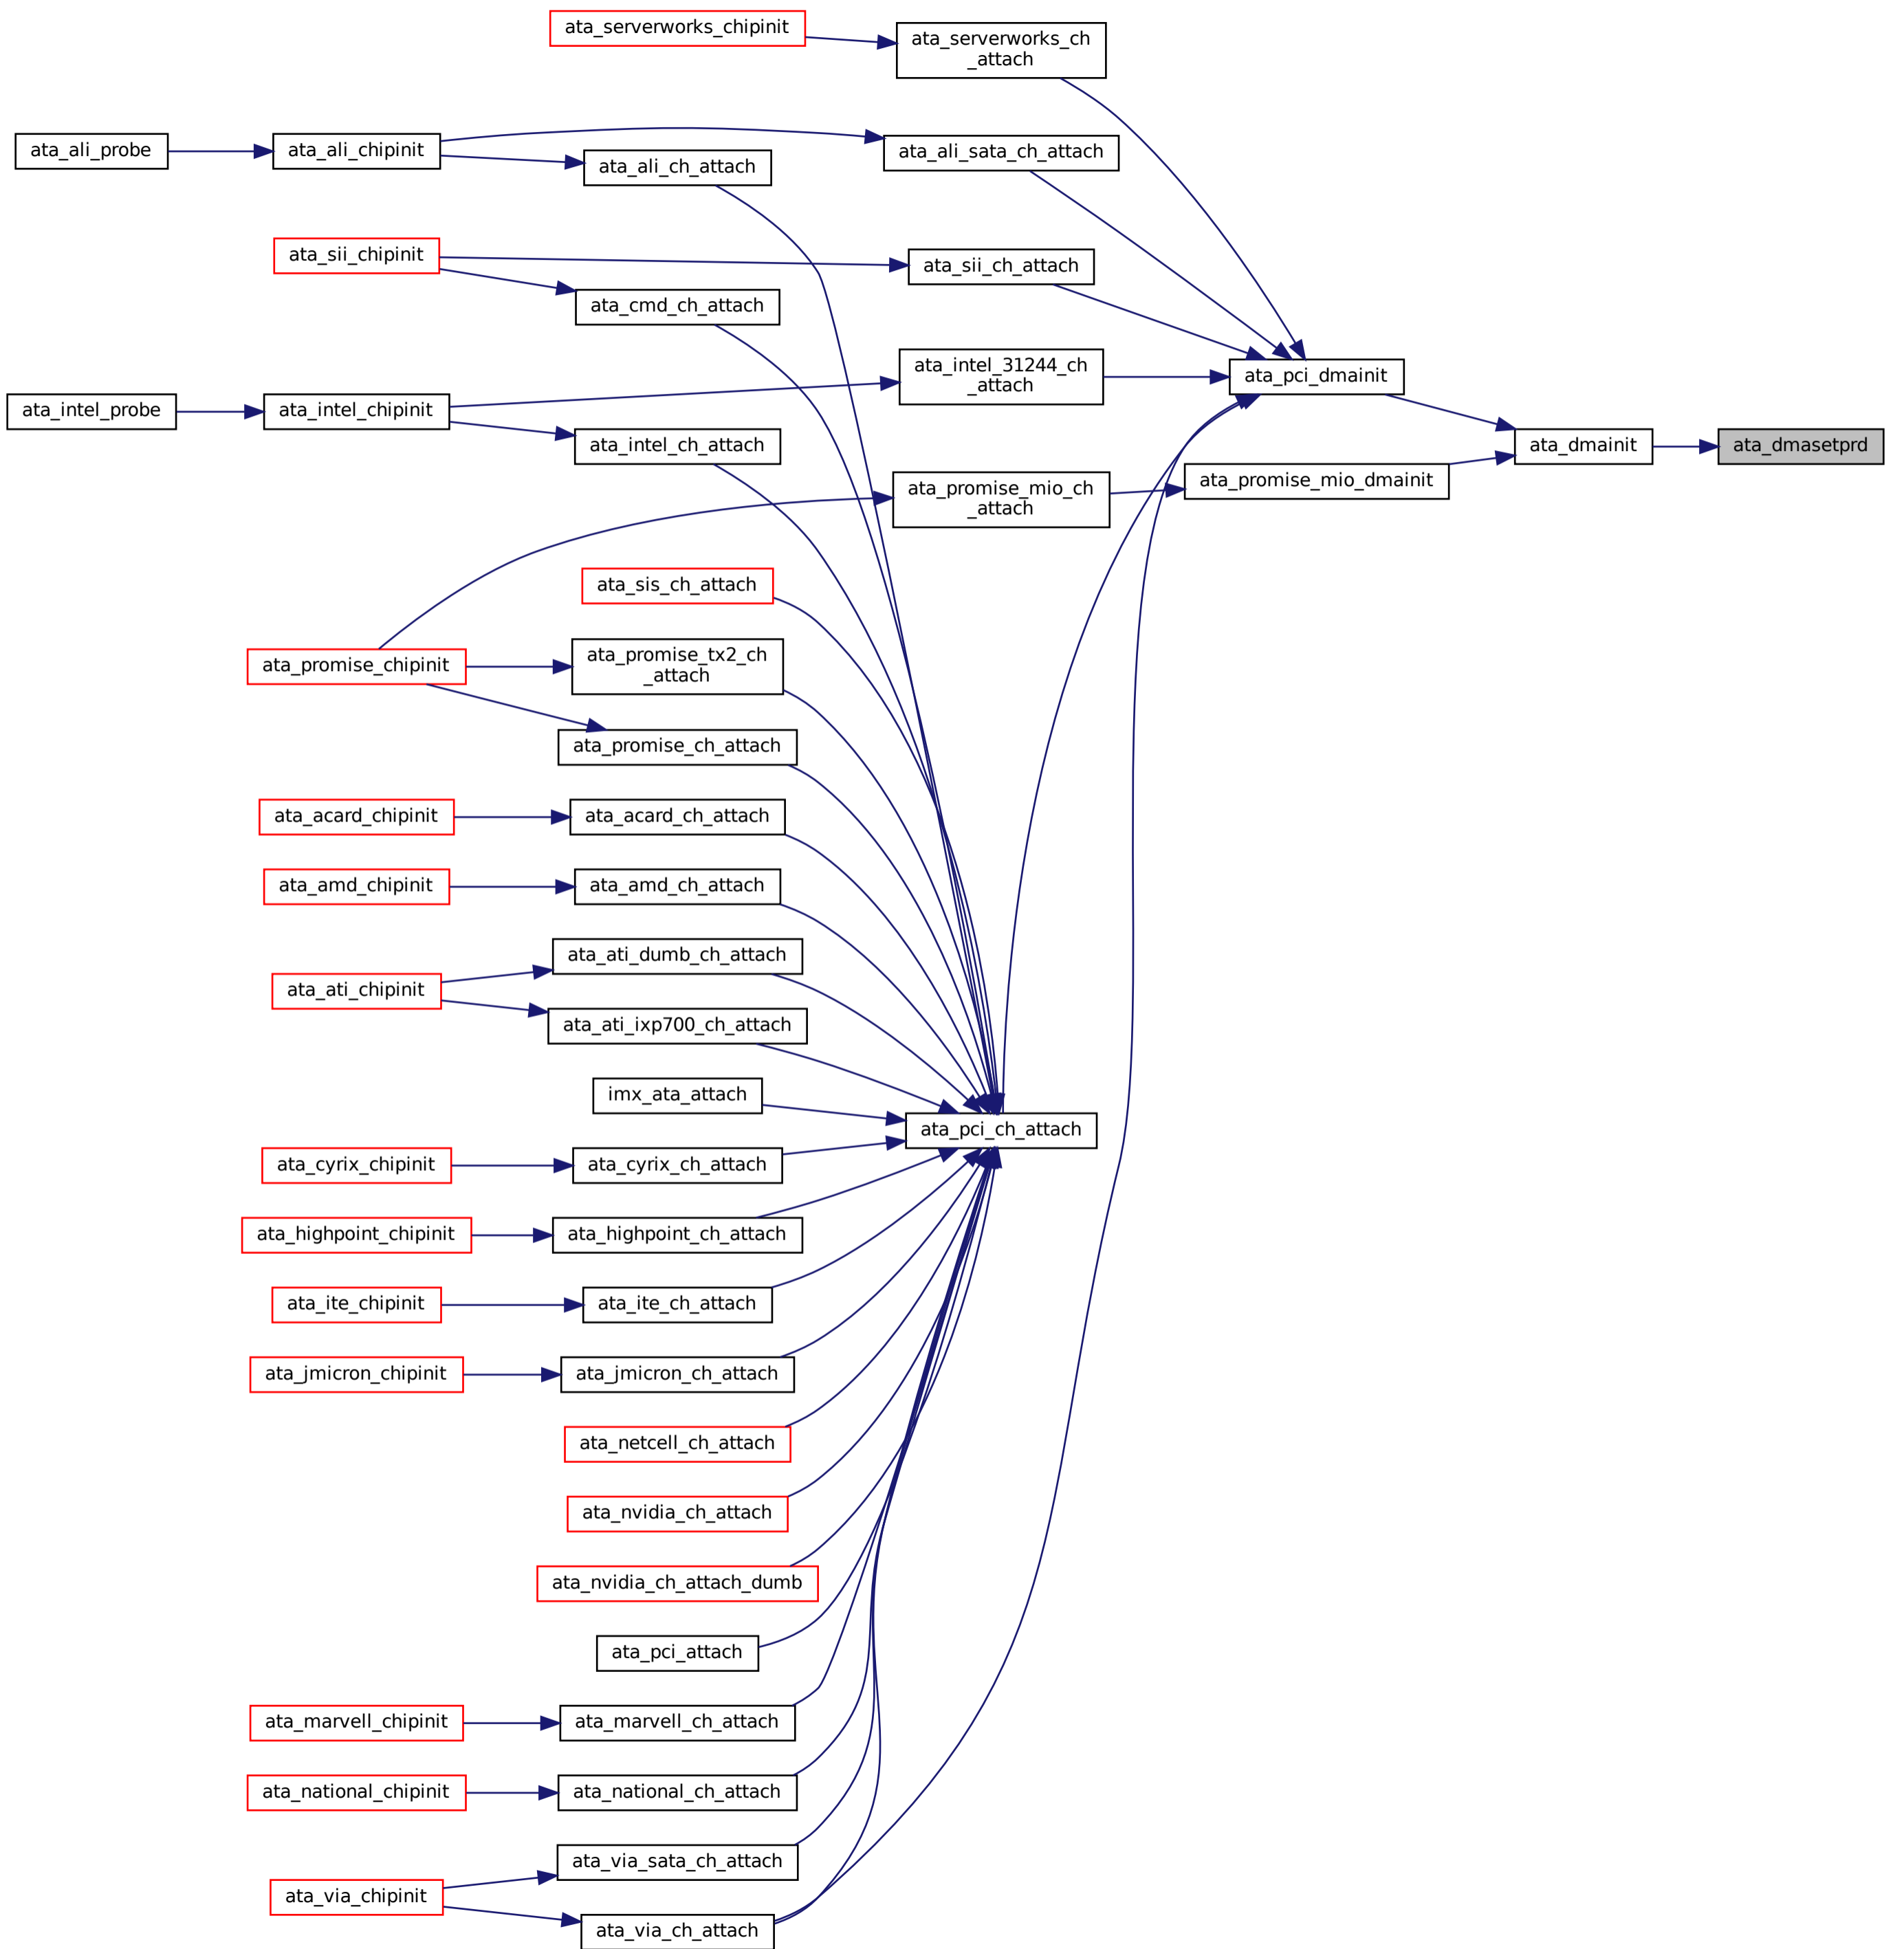 ata_serverworks_chipinit
ata_serverworks_ch
_attach
ata_ali_probe
ata_ali_chipinit
ata_ali_ch_attach
ata_ali_sata_ch_attach
ata_sii_chipinit
ata_sii_ch_attach
ata_cmd_ch_attach
ata_intel_31244_ch
_attach
ata_pci_dmainit
ata_intel_probe
ata_intel_chipinit
ata_intel_ch_attach
ata_dmainit
ata_dmasetprd
ata_promise_mio_ch
_attach
ata_promise_mio_dmainit
ata_sis_ch_attach
ata_promise_chipinit
ata_promise_tx2_ch
_attach
ata_promise_ch_attach
ata_acard_chipinit
ata_acard_ch_attach
ata_amd_chipinit
ata_amd_ch_attach
ata_ati_dumb_ch_attach
ata_ati_chipinit
ata_ati_ixp700_ch_attach
imx_ata_attach
ata_pci_ch_attach
ata_cyrix_chipinit
ata_cyrix_ch_attach
ata_highpoint_chipinit
ata_highpoint_ch_attach
ata_ite_chipinit
ata_ite_ch_attach
ata_jmicron_chipinit
ata_jmicron_ch_attach
ata_netcell_ch_attach
ata_nvidia_ch_attach
ata_nvidia_ch_attach_dumb
ata_pci_attach
ata_marvell_chipinit
ata_marvell_ch_attach
ata_national_chipinit
ata_national_ch_attach
ata_via_sata_ch_attach
ata_via_chipinit
ata_via_ch_attach